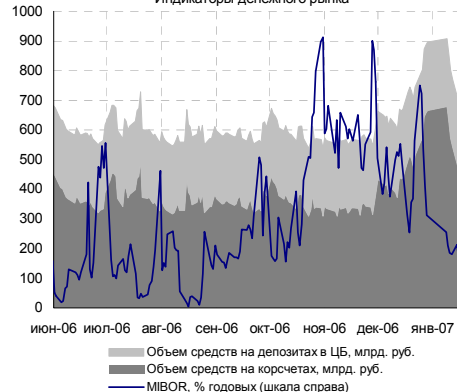 Индикаторы денежного рынка
1000
900
800
700
600
500
400
300
200
100
0
июн-06 июл-06 авг-06 сен-06 окт-06 ноя-06 дек-06 янв-07
Объем средств на депозитах в ЦБ, млрд. руб.
Объем средств на корсчетах, млрд. руб.
MIBOR, % годовых (шкала справа)